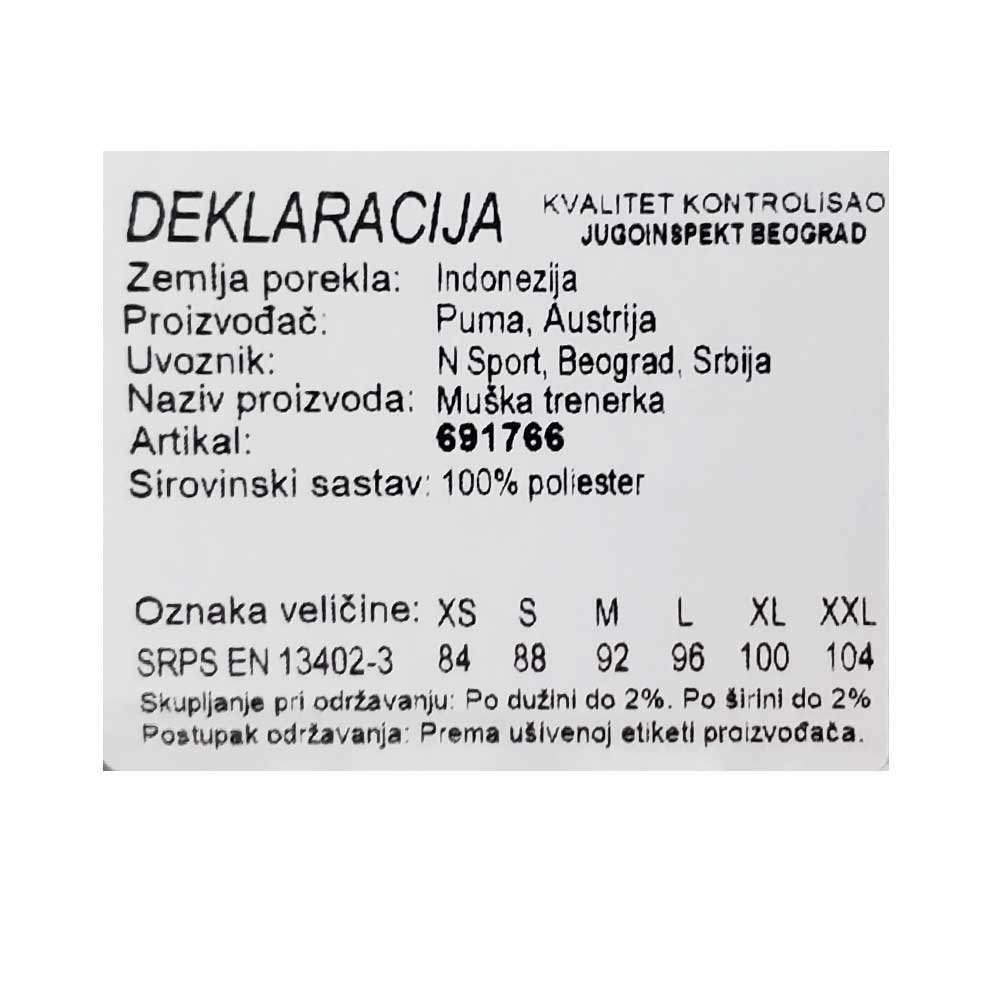 DEKLARACIJA
KVALITET KONTROLISAO
JUGOINSPEKT BEOGRAD
Zemlja porekla: Indonezija
Proizvođač: Puma, Austrija
Uvoznik: N Sport, Beograd, Srbija
Naziv proizvoda: Muška trenerka
Artikal: 691766
Sirovinski sastav: 100% poliester
Oznaka veličine: XS S M L XL XXL
SRPS EN 13402-3 84 88 92 96 100 104
Skupljanje pri održavanju: Po dužini do 2%. Po širini do 2%
Postupak održavanja: Prema ušivenoj etiketi proizvođača.